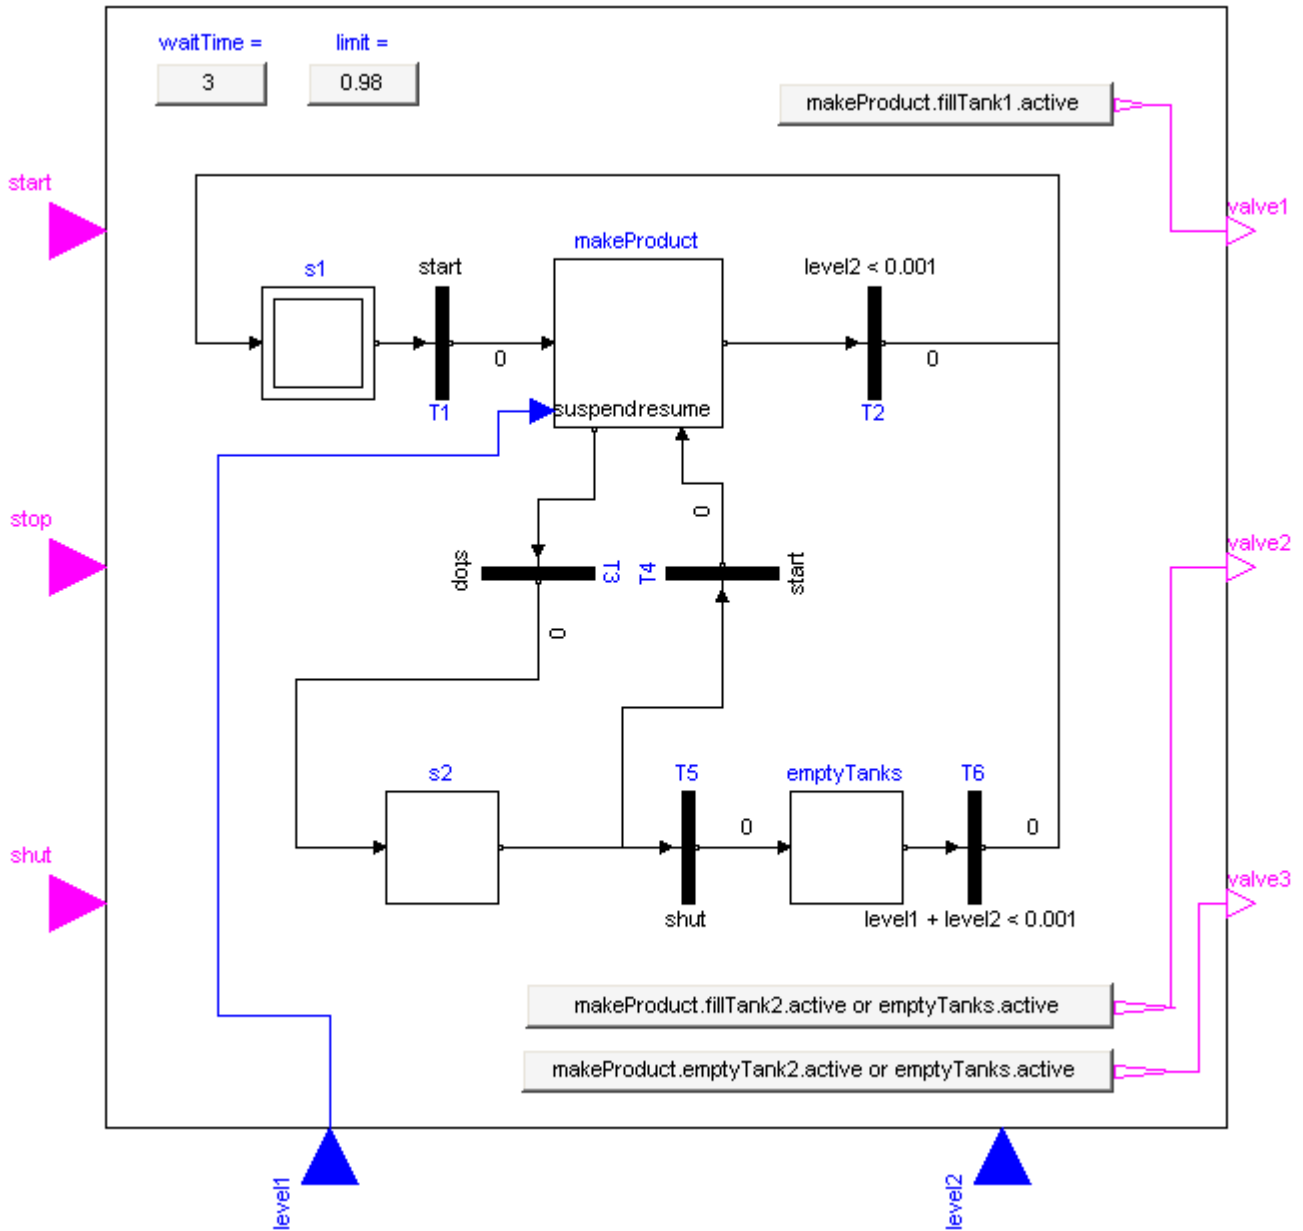 waitTime =
limit =
3
0.98
makeProduct.fillTank1.active
start
valve1
makeProduct
s1
start
level2 < 0.001
0
0
T1
suspend
resume
T2
0
stop
stop
T3
T4
start
valve2
0
s2
T5
emptyTanks
T6
0
0
shut
valve3
shut
level1 + level2 < 0.001
makeProduct.fillTank2.active or emptyTanks.active
makeProduct.emptyTank2.active or emptyTanks.active
level1
level2